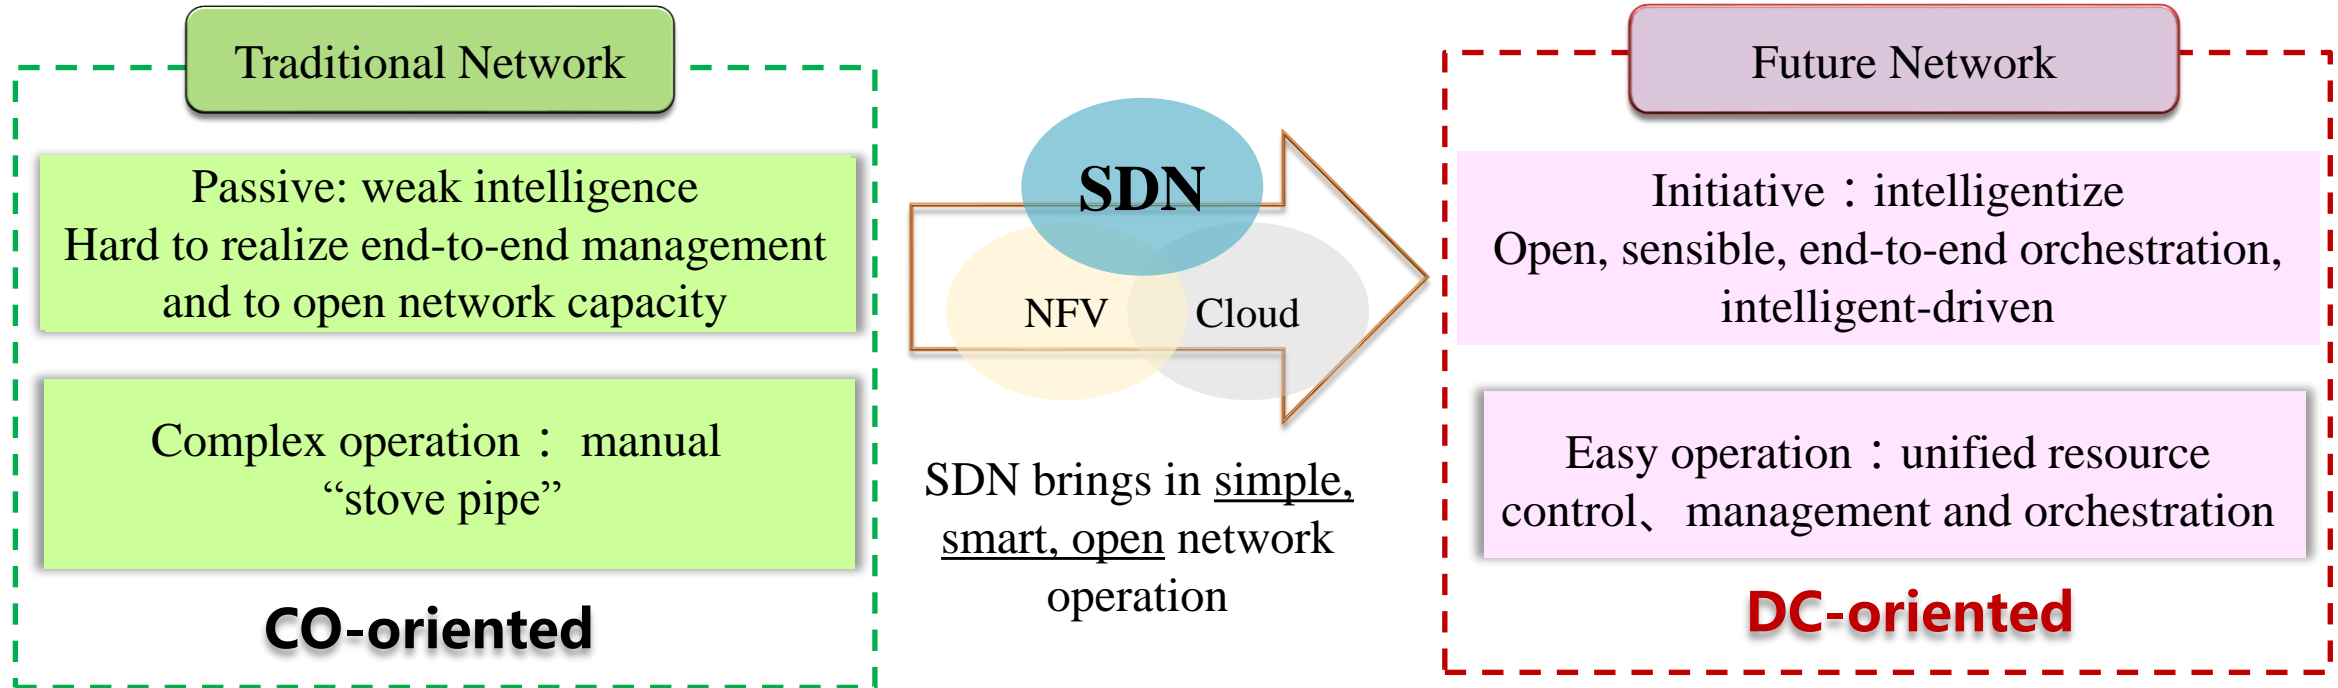 Traditional Network
Passive: weak intelligence
Hard to realize end-to-end management
and to open network capacity
Complex operation： manual
“stove pipe”
CO-oriented
SDN
NFV
Cloud
SDN brings in simple,
smart, open network
operation
Future Network
Initiative：intelligentize
Open, sensible, end-to-end orchestration,
intelligent-driven
Easy operation：unified resource
control、 management and orchestration
DC-oriented